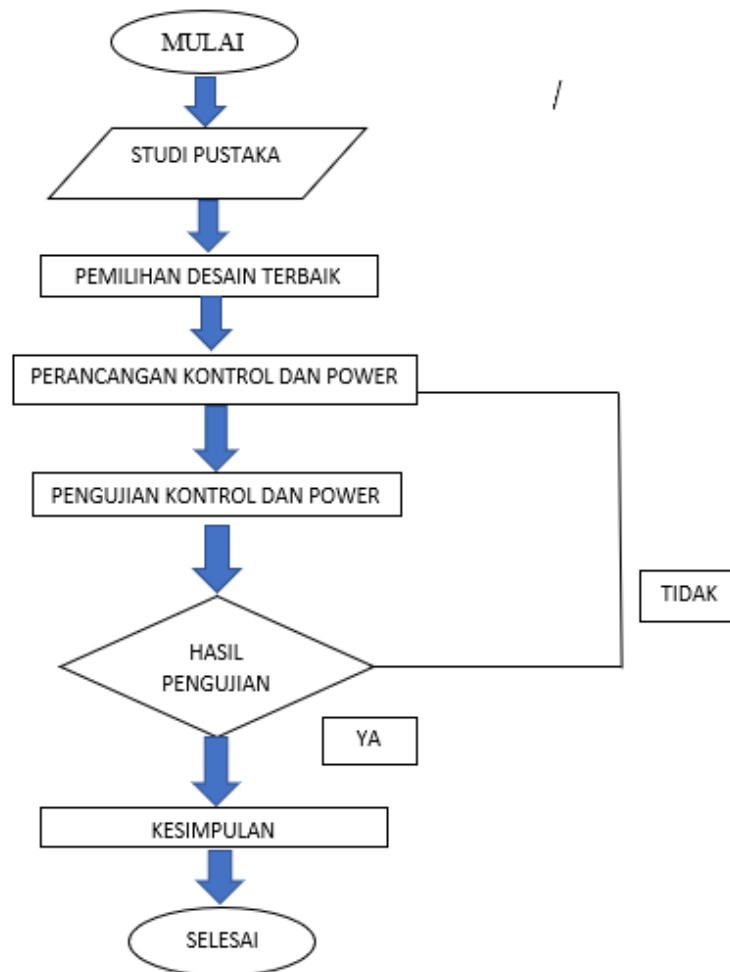 MULAI
/
STUDI PUSTAKA
PEMILIHAN DESAIN TERBAIK
PERANCANGAN KONTROL DAN POWER
PENGUJIAN KONTROL DAN POWER
TIDAK
HASIL
PENGUJIAN
YA
KESIMPULAN
SELESAI